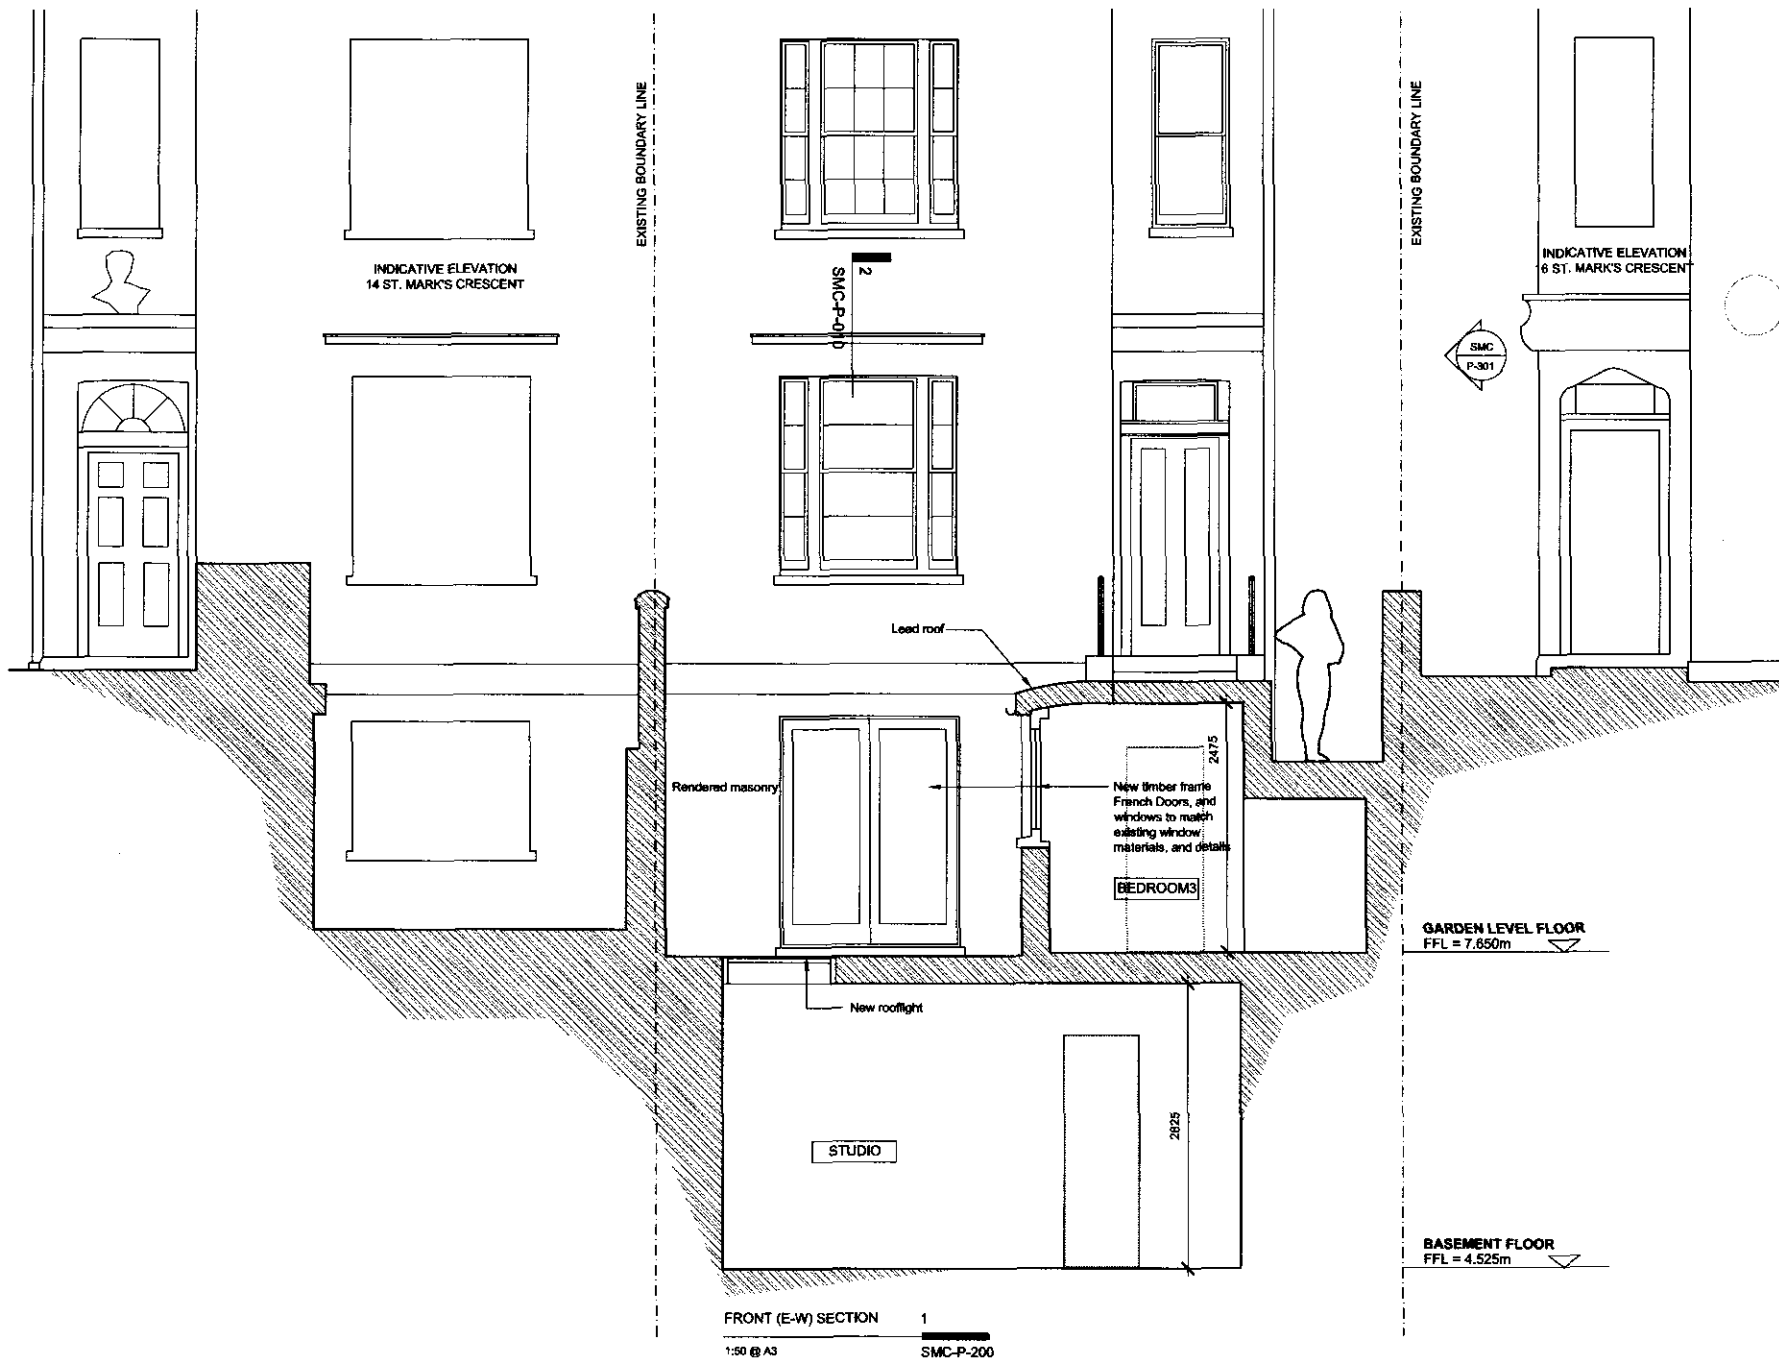 EXISTING BOUNDARY LINE
EXISTING BOUNDARY LINE
INDICATIVE ELEVATION
14 ST. MARK'S CRESCENT
INDICATIVE ELEVATION
6 ST. MARK'S CRESCENT
2
SMC-P-010
SMC
P-301
Lead roof
2475
Rendered masonry
New timber frame
French Doors, and
windows to match
existing window
materials, and details
BEDROOM3
GARDEN LEVEL FLOOR
FFL = 7.650m
New rooflight
2825
STUDIO
BASEMENT FLOOR
FFL = 4.525m
FRONT (E-W) SECTION 1
1:50 @ A3 SMC-P-200